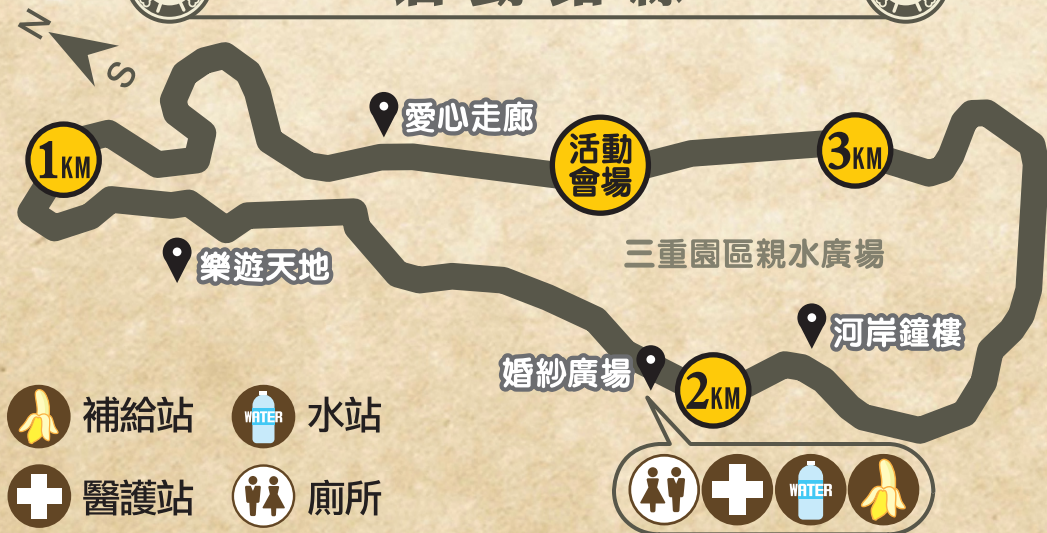 N
S
愛心走廊
1KM
活動
會場
3KM
三重園區親水廣場
樂遊天地
河岸鐘樓
婚紗廣場
2KM
補給站
WATER
水站
醫護站
廁所
WATER